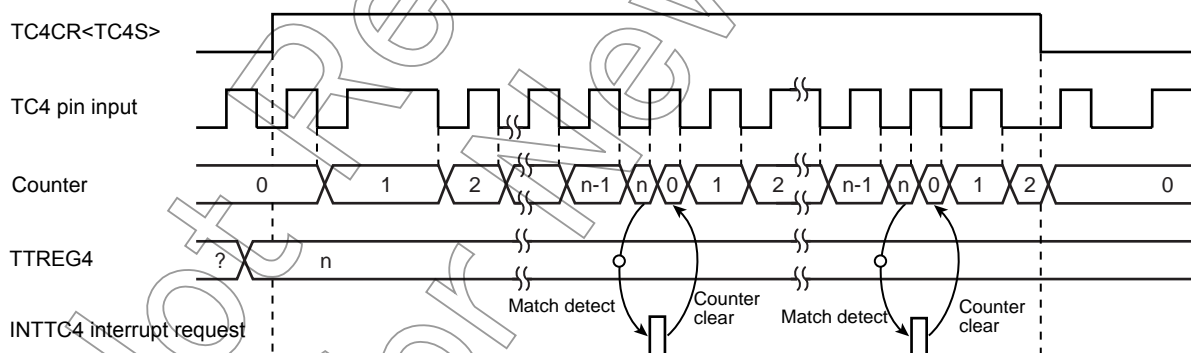 TC4CR<TC4S>
TC4 pin input
Counter
0 1 2 n-1 n 0 1 2 n-1 n 0 1 2 0
TTREG4
? n
Match detect
Counter
clear
Match detect
Counter
clear
INTTC4 interrupt request